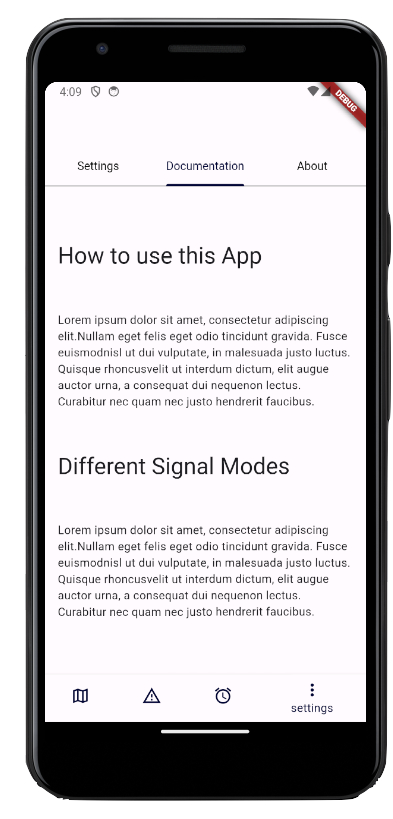 4:09
DEBUG
Settings Documentation About
How to use this App
Lorem ipsum dolor sit amet, consectetur adipiscing
elit.Nullam eget felis eget odio tincidunt gravida. Fusce
euismodnisl ut dui vulputate, in malesuada justo luctus.
Quisque rhoncusvelit ut interdum dictum, elit augue
auctor urna, a consequat dui nequenon lectus.
Curabitur nec quam nec justo hendrerit faucibus.
Different Signal Modes
Lorem ipsum dolor sit amet, consectetur adipiscing
elit.Nullam eget felis eget odio tincidunt gravida. Fusce
euismodnisl ut dui vulputate, in malesuada justo luctus.
Quisque rhoncusvelit ut interdum dictum, elit augue
auctor urna, a consequat dui nequenon lectus.
Curabitur nec quam nec justo hendrerit faucibus.
settings